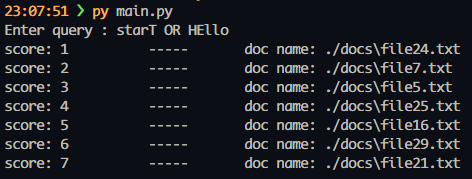 23:07:51 ❯ py main.py
Enter query : starT OR HEllo
score: 1 ----- doc name: ./docs\file24.txt
score: 2 ----- doc name: ./docs\file7.txt
score: 3 ----- doc name: ./docs\file5.txt
score: 4 ----- doc name: ./docs\file25.txt
score: 5 ----- doc name: ./docs\file16.txt
score: 6 ----- doc name: ./docs\file29.txt
score: 7 ----- doc name: ./docs\file21.txt